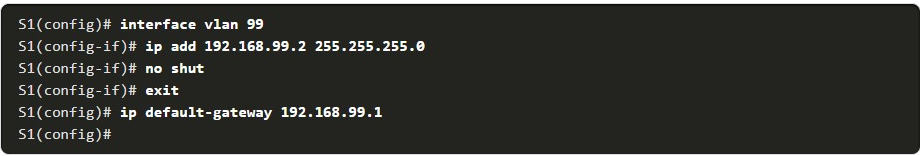 S1(config)# interface vlan 99
S1(config-if)# ip add 192.168.99.2 255.255.255.0
S1(config-if)# no shut
S1(config-if)# exit
S1(config)# ip default-gateway 192.168.99.1
S1(config)#